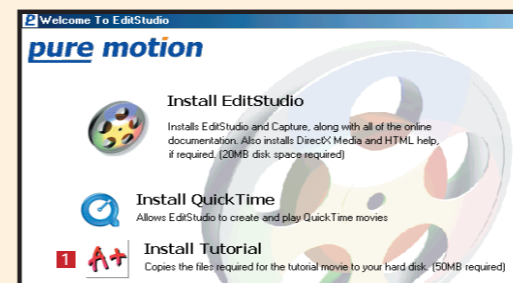 Welcome To EditStudio
pure motion
Install EditStudio
Installs EditStudio and Capture, along with all of the online
documentation. Also installs DirectX Media and HTML help,
if required. (20MB disk space required)
Install QuickTime
Allows EditStudio to create and play QuickTime movies
1 A+ Install Tutorial
Copies the files required for the tutorial movie to your hard disk. (50MB required)